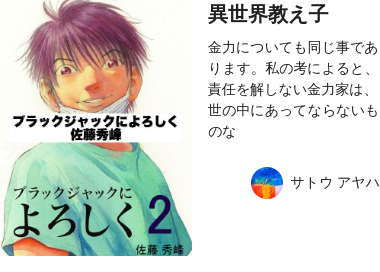 ブラックジャックによろしく
佐藤秀峰
ブラックジャックに
よろしく2
佐藤 秀峰
異世界教え子
金力についても同じ事であ
ります。私の考によると、
責任を解しない金力家は、
世の中にあってならないも
のな
サトウ アヤハ